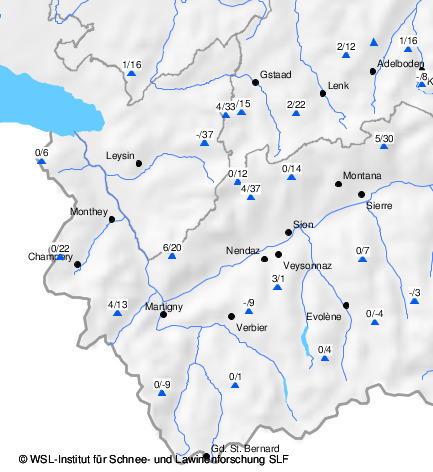 1/16
2/12
1/16
Adelboden
Gstaad
-/8
K
Lenk
4/33
/15
2/22
-/37
5/30
0/6
Leysin
0/12
0/14
4/37
Montana
Sierre
Monthey
Sion
0/22
Champéry
6/20
Nendaz
Veysonnaz
0/7
3/1
4/13
Martigny
-/9
Verbier
Evolène
0/-4
-/3
0/4
0/-9
0/1
Gd. St. Bernard
© WSL-Institut für Schnee- und Lawinenforschung SLF